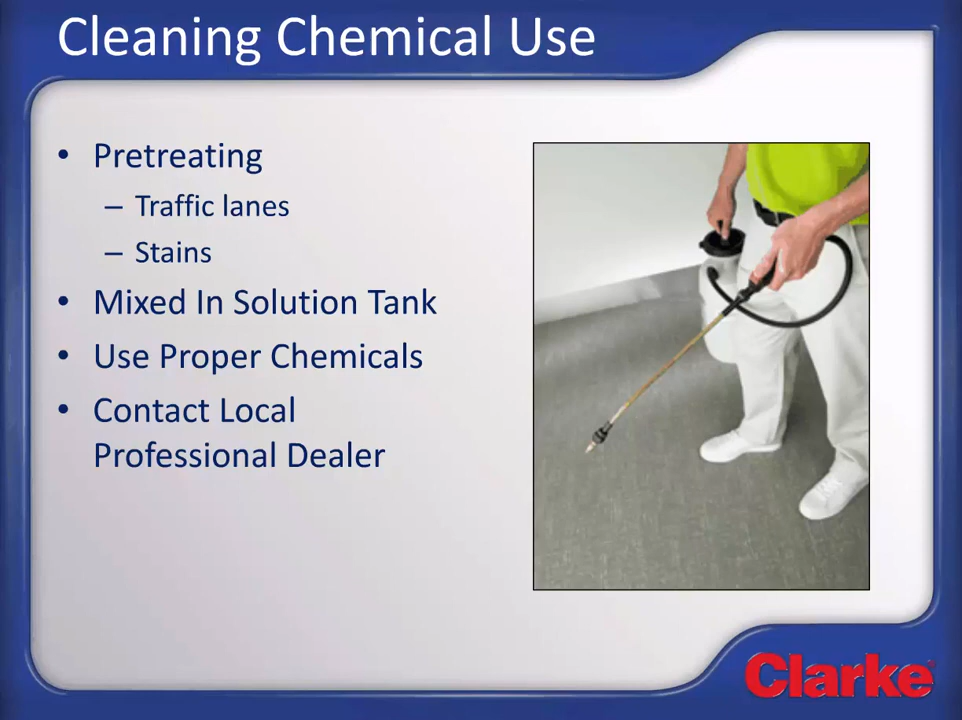 Cleaning Chemical Use
• Pretreating
– Traffic lanes
– Stains
• Mixed In Solution Tank
• Use Proper Chemicals
• Contact Local
Professional Dealer
Clarke